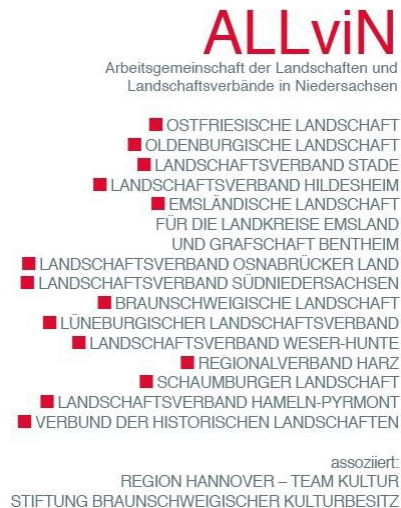 ALLviN
Arbeitsgemeinschaft der Landschaften und
Landschaftsverbände in Niedersachsen
■ OSTFRIESISCHE LANDSCHAFT
■ OLDENBURGISCHE LANDSCHAFT
■ LANDSCHAFTSVERBAND STADE
■ LANDSCHAFTSVERBAND HILDESHEIM
■ EMSLÄNDISCHE LANDSCHAFT
FÜR DIE LANDKREISE EMSLAND
UND GRAFSCHAFT BENTHEIM
■ LANDSCHAFTSVERBAND OSNABRÜCKER LAND
■ LANDSCHAFTSVERBAND SÜDNIEDERSACHSEN
■ BRAUNSCHWEIGISCHE LANDSCHAFT
■ LÜNEBURGISCHER LANDSCHAFTSVERBAND
■ LANDSCHAFTSVERBAND WESER-HUNTE
■ REGIONALVERBAND HARZ
■ SCHAUMBURGER LANDSCHAFT
■ LANDSCHAFTSVERBAND HAMELN-PYRMONT
■ VERBUND DER HISTORISCHEN LANDSCHAFTEN
assoziiert:
REGION HANNOVER – TEAM KULTUR
STIFTUNG BRAUNSCHWEIGISCHER KULTURBESITZ